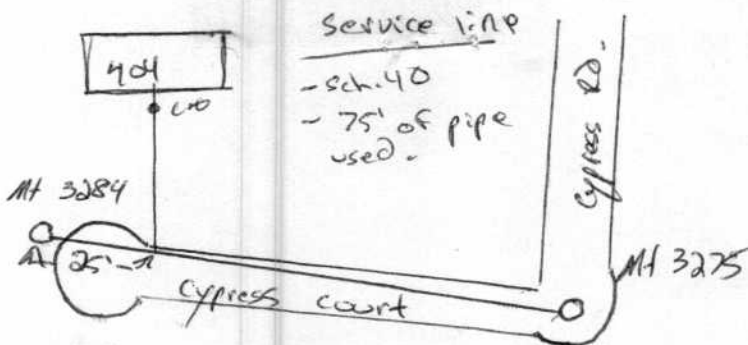 service line
- sch. 40
- 75' of pipe
used.
404
C/O
Cypress RD.
MH 3284
25'
Cypress Court
MH 3275